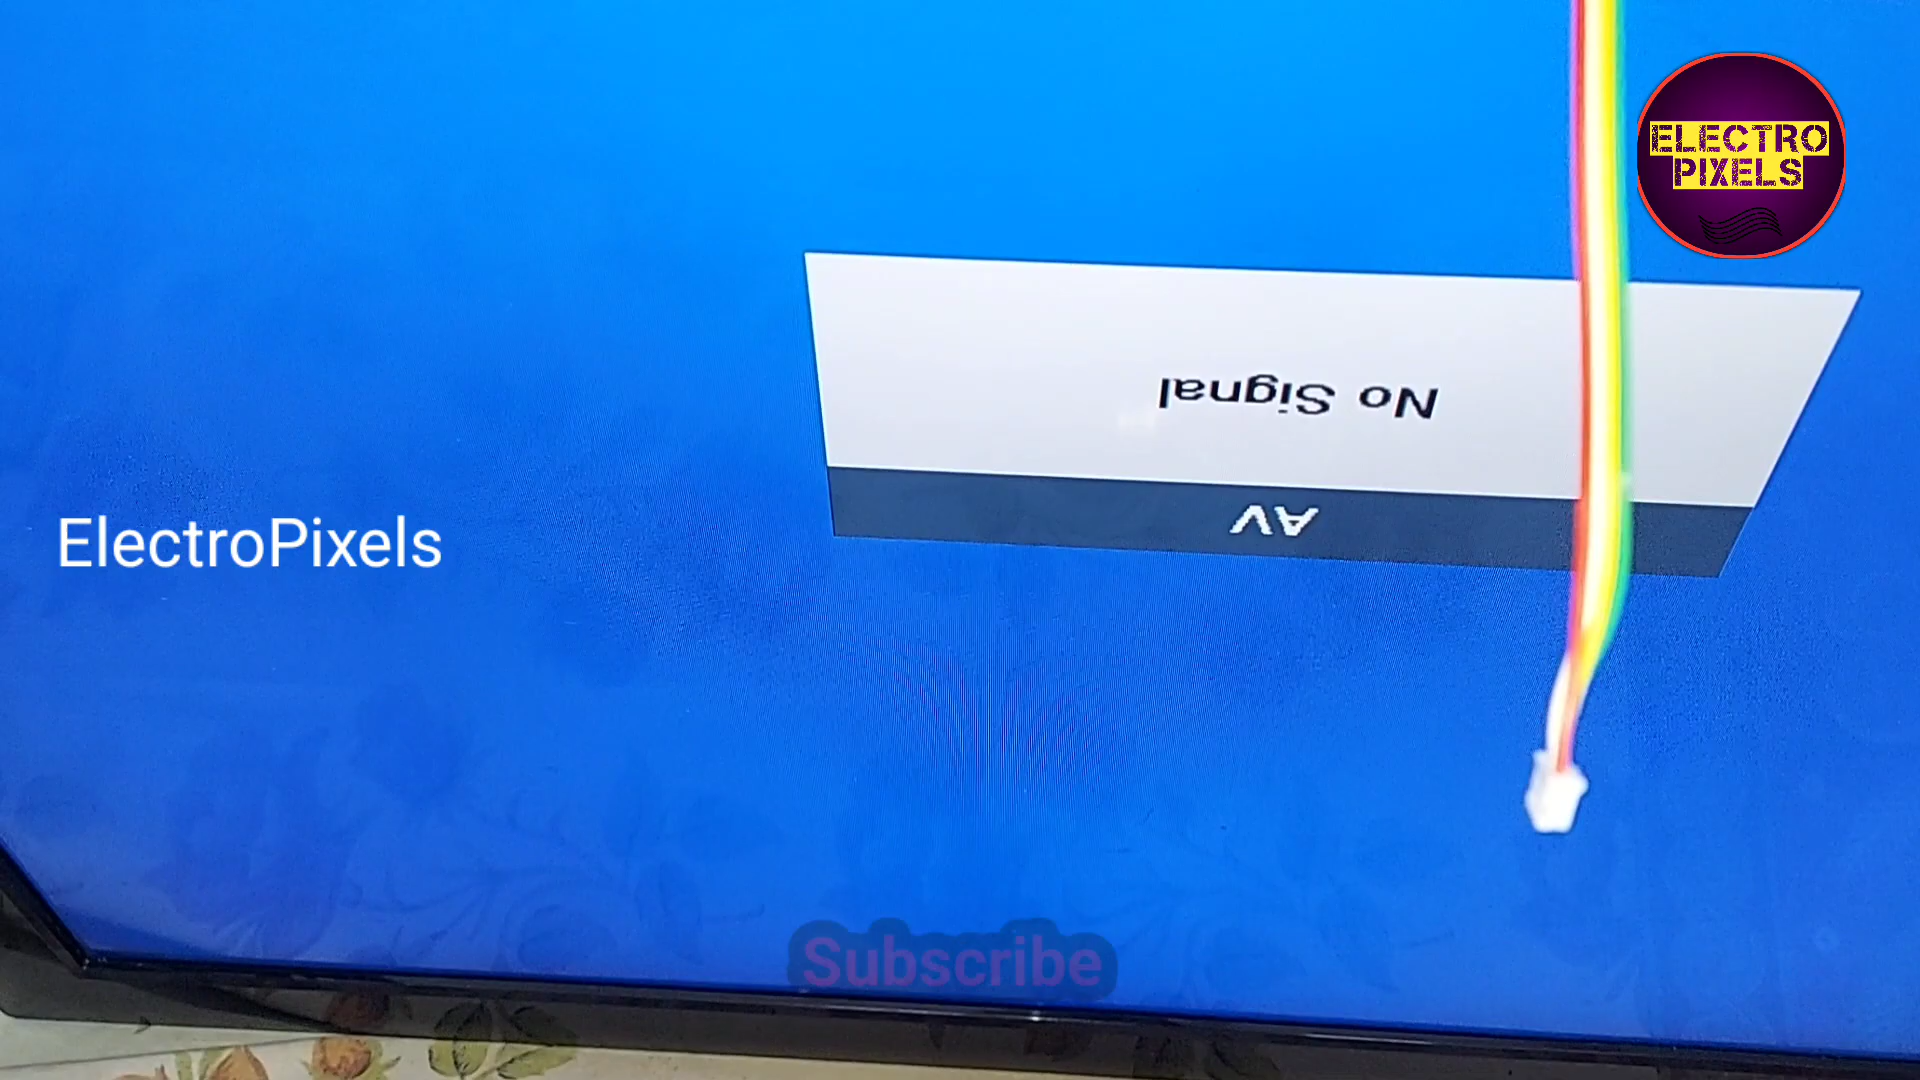 ELECTRO
PIXELS
No Signal
AV
ElectroPixels
Subscribe